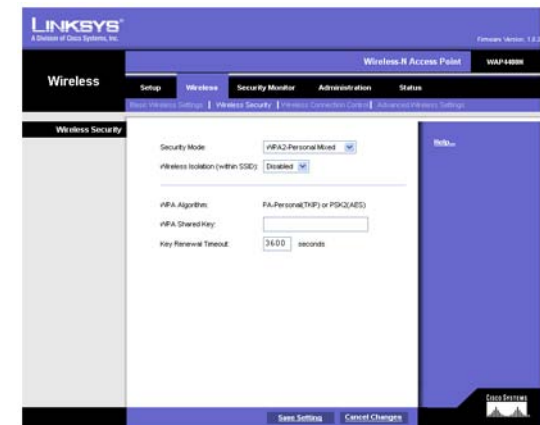 LINKSYS®
A Division of Cisco Systems, Inc.
Firmware Version: 1.0.2
Wireless-N Access Point
Wireless
Setup Wireless Security Monitor Administration Status
Basic Wireless Settings | Wireless Security | Wireless Connection Control | Advanced Wireless Settings
Wireless Security
Help...
Security Mode WPA2-Personal Mixed
Wireless Isolation (within SSID): Disabled
WPA Algorithm: PA-Personal(TKIP) or PSK2(AES)
WPA Shared Key:
Key Renewal Timeout: 3600 seconds
Save Setting Cancel Changes
CISCO SYSTEMS